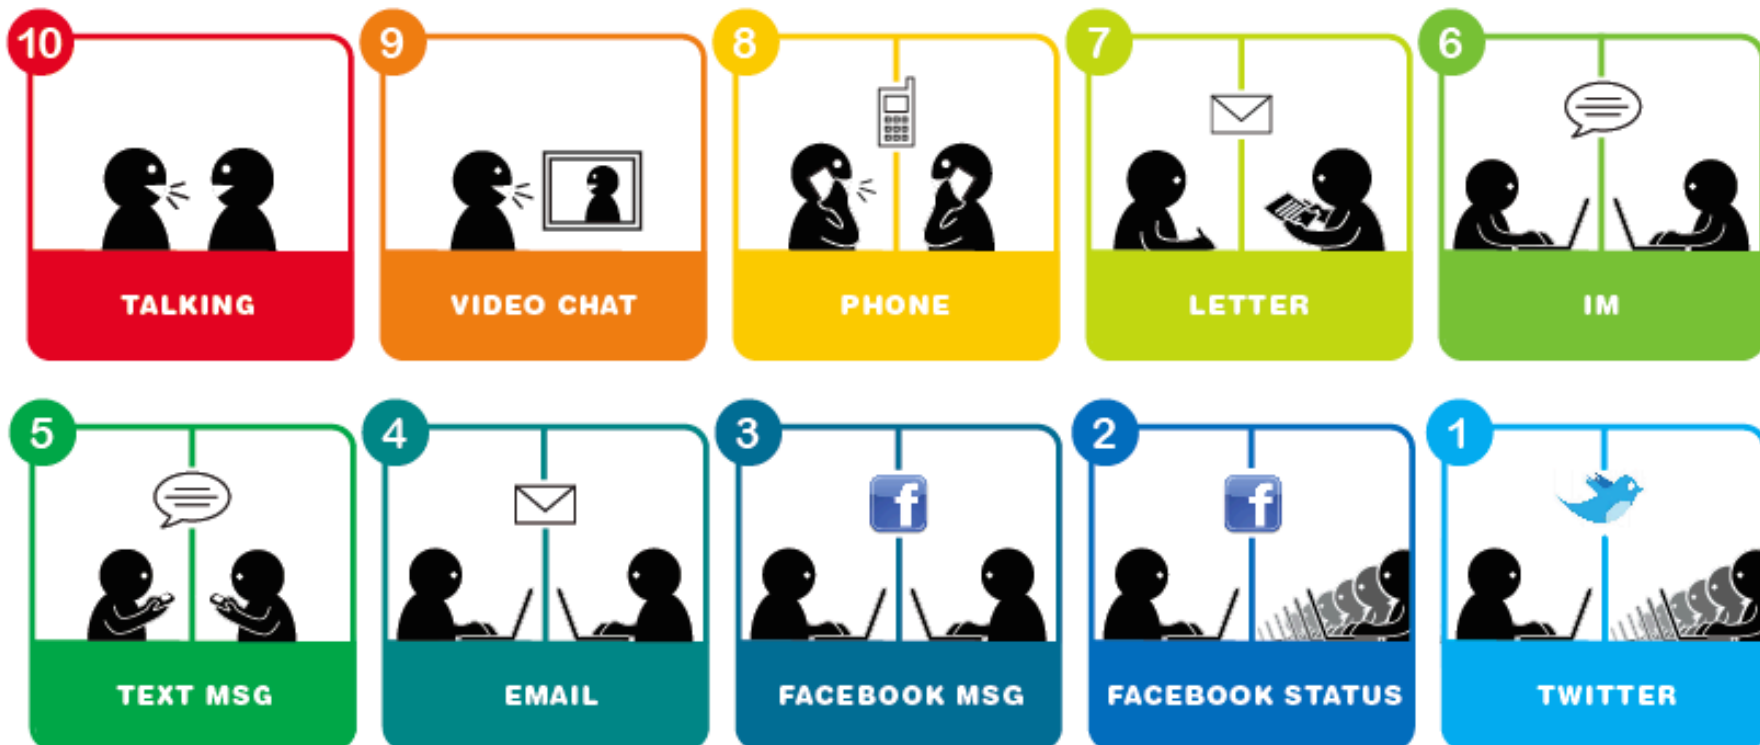 10
TALKING
9
VIDEO CHAT
8
PHONE
7
LETTER
6
IM
5
TEXT MSG
4
EMAIL
3
f
FACEBOOK MSG
2
f
FACEBOOK STATUS
1
TWITTER